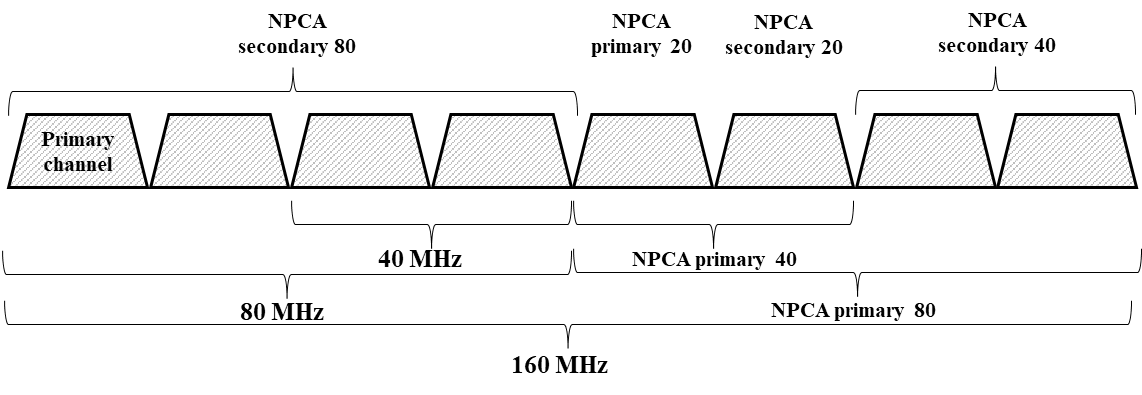 NPCA
secondary 80
NPCA
primary 20
NPCA
secondary 20
NPCA
secondary 40
Primary
channel
40 MHz
NPCA primary 40
80 MHz
NPCA primary 80
160 MHz